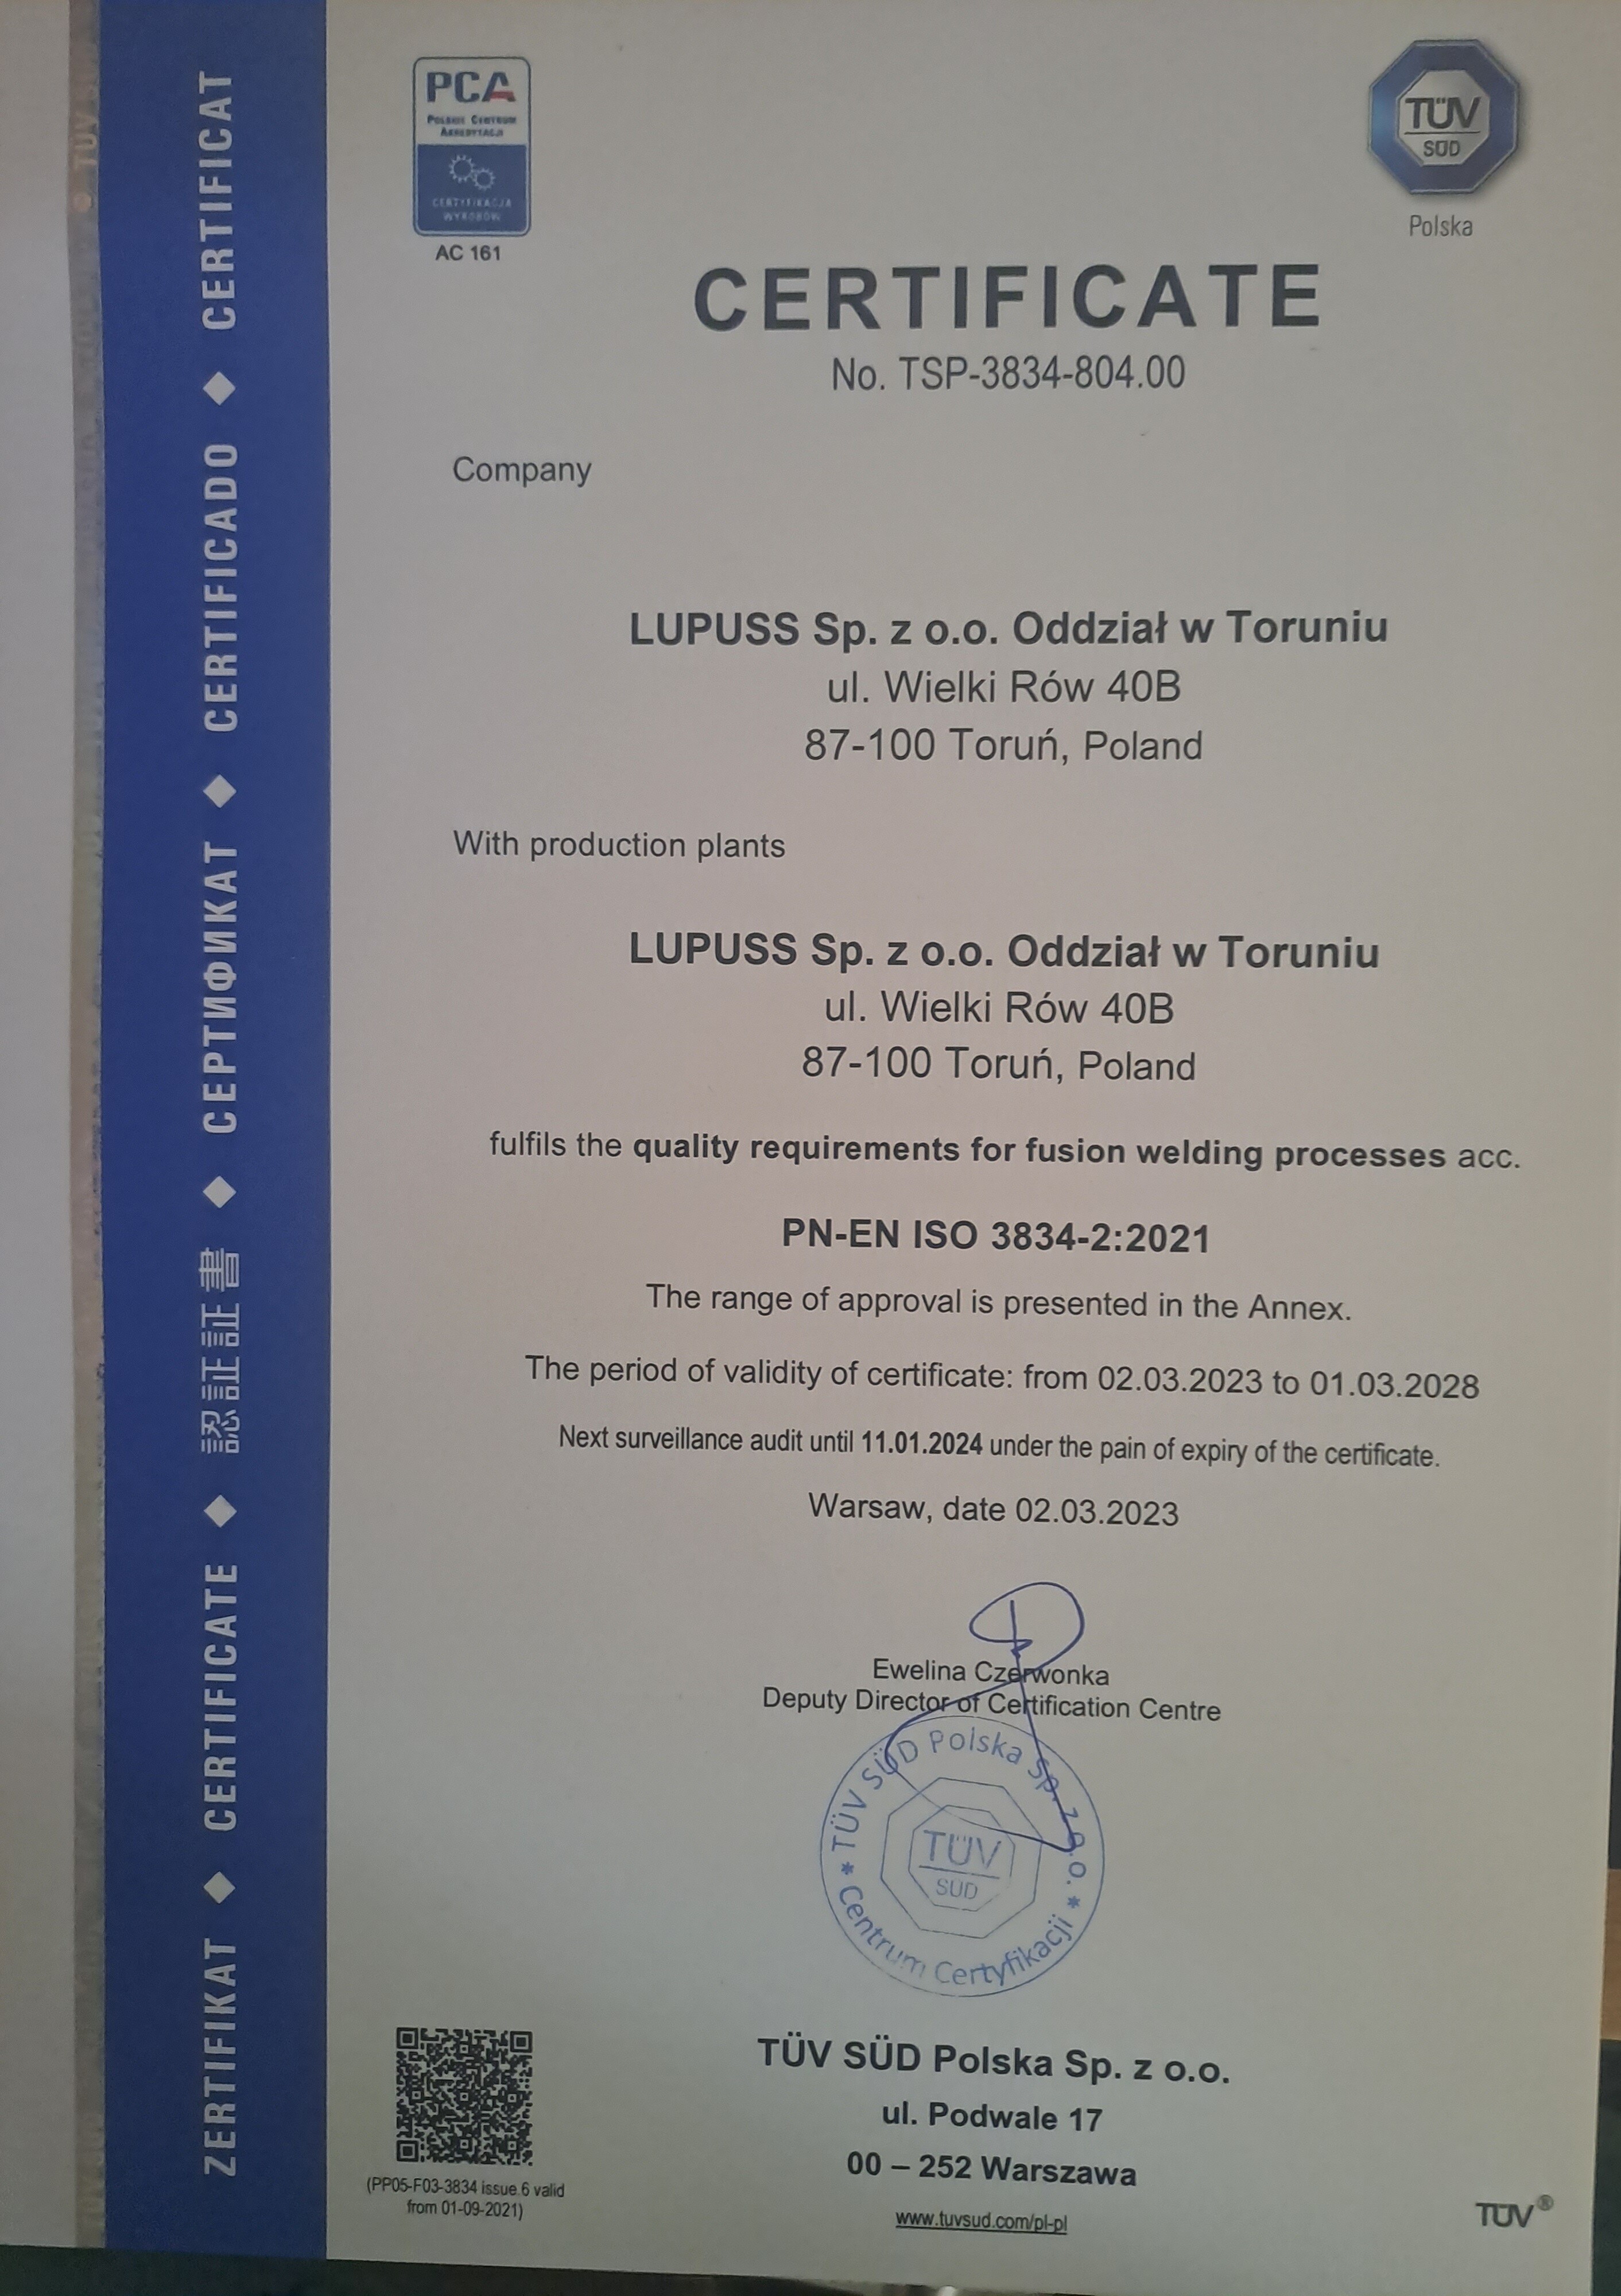 PCA
POLSKIE CENTRUM
AKREDYTACJI
CERTYFIKACJA
WYROBÓW
AC 161
TÜV
SÜD
Polska
CERTIFICATE
No. TSP-3834-804.00
Company
LUPUSS Sp. z o.o. Oddział w Toruniu
ul. Wielki Rów 40B
87-100 Toruń, Poland
With production plants
LUPUSS Sp. z o.o. Oddział w Toruniu
ul. Wielki Rów 40B
87-100 Toruń, Poland
fulfils the quality requirements for fusion welding processes acc.
PN-EN ISO 3834-2:2021
The range of approval is presented in the Annex.
The period of validity of certificate: from 02.03.2023 to 01.03.2028
Next surveillance audit until 11.01.2024 under the pain of expiry of the certificate.
Warsaw, date 02.03.2023
Ewelina Czerwonka
Deputy Director of Certification Centre
* TÜV SÜD Polska Sp. z o.o. *
Centrum Certyfikacji
TÜV
SÜD
TÜV SÜD Polska Sp. z o.o.
ul. Podwale 17
00 – 252 Warszawa
www.tuvsud.com/pl-pl
(PP05-F03-3834 issue 6 valid
from 01-09-2021)
TÜV®
ZERTIFIKAT ◆ CERTIFICATE ◆ 認証証書 ◆ СЕРТИФИКАТ ◆ CERTIFICADO ◆ CERTIFICAT
TÜV